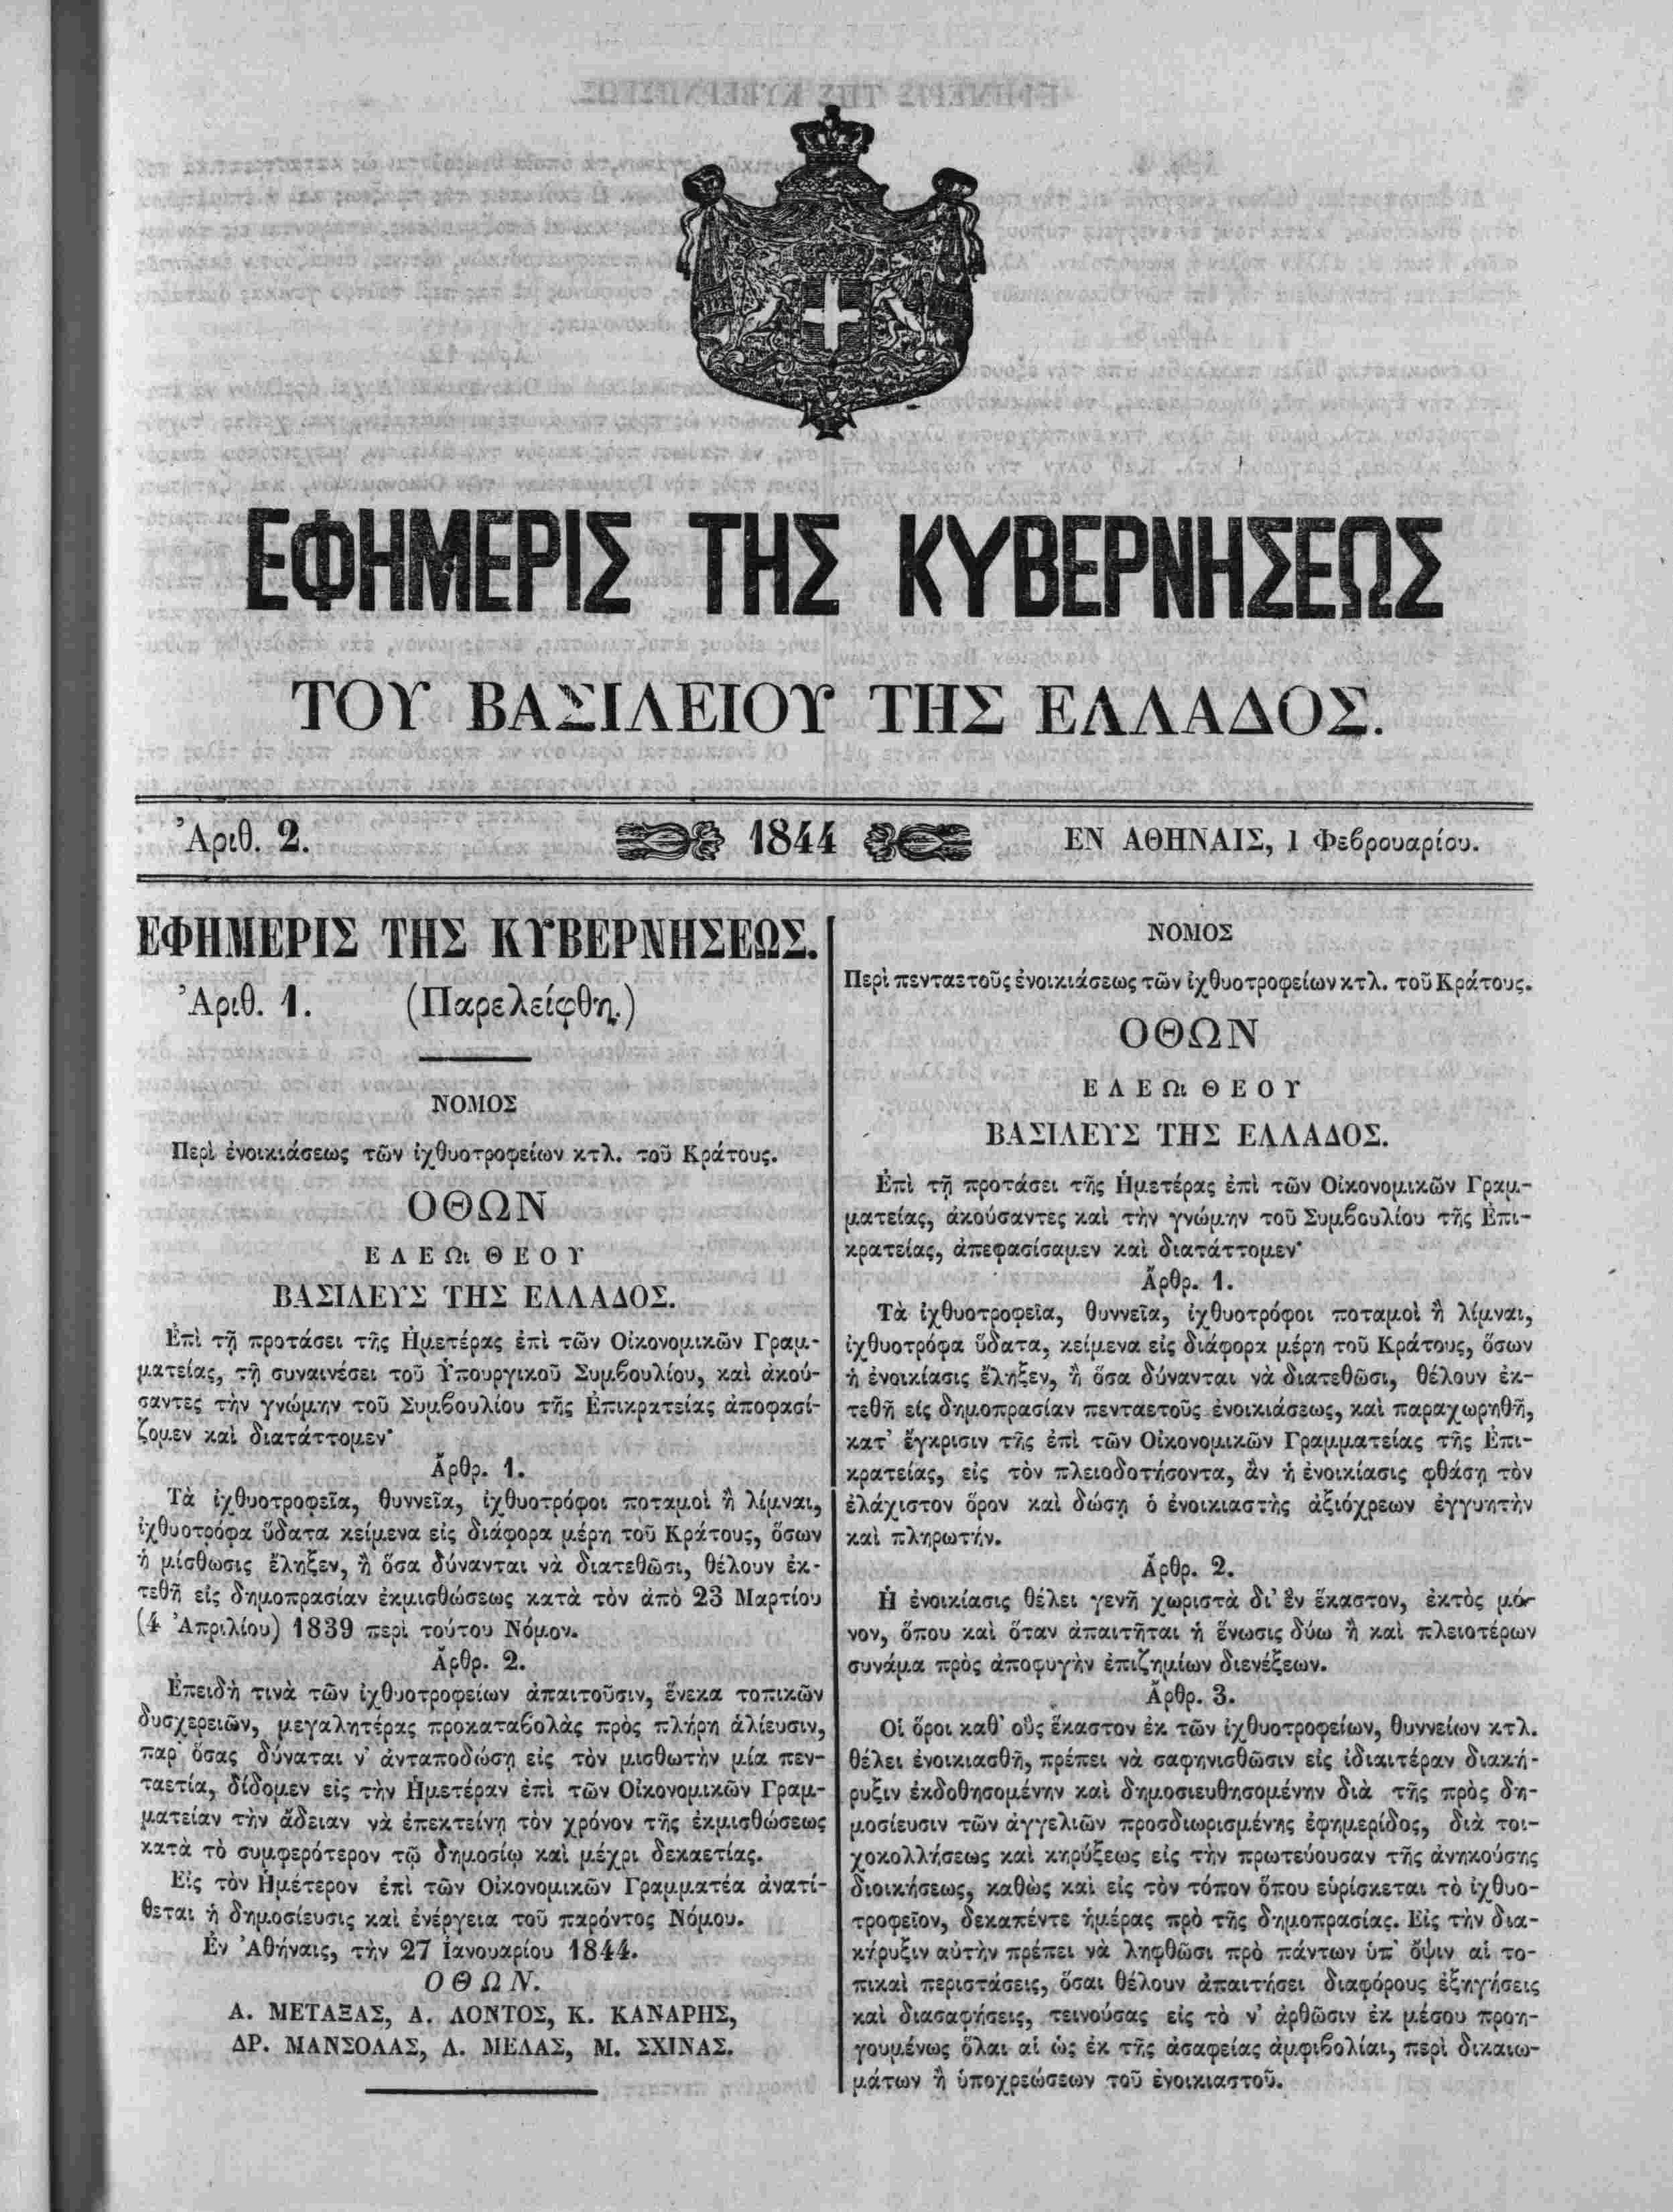 ΕΦΗΜΕΡΙΣ ΤΗΣ ΚΥΒΕΡΝΗΣΕΩΣ
ΤΟΥ ΒΑΣΙΛΕΙΟΥ ΤΗΣ ΕΛΛΑΔΟΣ.
Ἀριθ. 2.
1844
ΕΝ ΑΘΗΝΑΙΣ, 1 Φεβρουαρίου.
ΕΦΗΜΕΡΙΣ ΤΗΣ ΚΥΒΕΡΝΗΣΕΩΣ.
Ἀριθ. 1. (Παρελείφθη.)
ΝΟΜΟΣ
Περὶ ἐνοικιάσεως τῶν ἰχθυοτροφείων κτλ. τοῦ Κράτους.
ΟΘΩΝ
ΕΛΕΩι ΘΕΟΥ
ΒΑΣΙΛΕΥΣ ΤΗΣ ΕΛΛΑΔΟΣ.
Ἐπὶ τῇ προτάσει τῆς Ἡμετέρας ἐπὶ τῶν Οἰκονομικῶν Γραμ-
ματείας, τῇ συναινέσει τοῦ Ὑπουργικοῦ Συμβουλίου, καὶ ἀκού-
σαντες τὴν γνώμην τοῦ Συμβουλίου τῆς Ἐπικρατείας ἀποφασί-
ζομεν καὶ διατάττομεν·
Ἄρθρ. 1.
Τὰ ἰχθυοτροφεῖα, θυννεῖα, ἰχθυοτρόφοι ποταμοὶ ἢ λίμναι,
ἰχθυοτρόφα ὕδατα κείμενα εἰς διάφορα μέρη τοῦ Κράτους, ὅσων
ἡ μίσθωσις ἔληξεν, ἢ ὅσα δύνανται νὰ διατεθῶσι, θέλουν ἐκ-
τεθῆ εἰς δημοπρασίαν ἐκμισθώσεως κατὰ τὸν ἀπὸ 23 Μαρτίου
(4 Ἀπριλίου) 1839 περὶ τούτου Νόμον.
Ἄρθρ. 2.
Ἐπειδὴ τινὰ τῶν ἰχθυοτροφείων ἀπαιτοῦσιν, ἕνεκα τοπικῶν
δυσχερειῶν, μεγαλητέρας προκαταβολὰς πρὸς πλήρη ἁλίευσιν,
παρ' ὅσας δύναται ν' ἀνταποδώσῃ εἰς τὸν μισθωτὴν μία πεν-
ταετία, δίδομεν εἰς τὴν Ἡμετέραν ἐπὶ τῶν Οἰκονομικῶν Γραμ-
ματείαν τὴν ἄδειαν νὰ ἐπεκτείνῃ τὸν χρόνον τῆς ἐκμισθώσεως
κατὰ τὸ συμφερότερον τῷ δημοσίῳ καὶ μέχρι δεκαετίας.
Εἰς τὸν Ἡμέτερον ἐπὶ τῶν Οἰκονομικῶν Γραμματέα ἀνατί-
θεται ἡ δημοσίευσις καὶ ἐνέργεια τοῦ παρόντος Νόμου.
Ἐν Ἀθήναις, τὴν 27 Ἰανουαρίου 1844.
ΟΘΩΝ.
Α. ΜΕΤΑΞΑΣ, Α. ΛΟΝΤΟΣ, Κ. ΚΑΝΑΡΗΣ,
ΔΡ. ΜΑΝΣΟΛΑΣ, Λ. ΜΕΛΑΣ, Μ. ΣΧΙΝΑΣ.
ΝΟΜΟΣ
Περὶ πενταετοῦς ἐνοικιάσεως τῶν ἰχθυοτροφείων κτλ. τοῦ Κράτους.
ΟΘΩΝ
ΕΛΕΩι ΘΕΟΥ
ΒΑΣΙΛΕΥΣ ΤΗΣ ΕΛΛΑΔΟΣ.
Ἐπὶ τῇ προτάσει τῆς Ἡμετέρας ἐπὶ τῶν Οἰκονομικῶν Γραμ-
ματείας, ἀκούσαντες καὶ τὴν γνώμην τοῦ Συμβουλίου τῆς Ἐπι-
κρατείας, ἀπεφασίσαμεν καὶ διατάττομεν·
Ἄρθρ. 1.
Τὰ ἰχθυοτροφεῖα, θυννεῖα, ἰχθυοτρόφοι ποταμοὶ ἢ λίμναι,
ἰχθυοτρόφα ὕδατα, κείμενα εἰς διάφορα μέρη τοῦ Κράτους, ὅσων
ἡ ἐνοικίασις ἔληξεν, ἢ ὅσα δύνανται νὰ διατεθῶσι, θέλουν ἐκ-
τεθῆ εἰς δημοπρασίαν πενταετοῦς ἐνοικιάσεως, καὶ παραχωρηθῆ,
κατ' ἔγκρισιν τῆς ἐπὶ τῶν Οἰκονομικῶν Γραμματείας τῆς Ἐπι-
κρατείας, εἰς τὸν πλειοδοτήσοντα, ἂν ἡ ἐνοικίασις φθάσῃ τὸν
ἐλάχιστον ὅρον καὶ δώσῃ ὁ ἐνοικιαστὴς ἀξιόχρεων ἐγγυητὴν
καὶ πληρωτήν.
Ἄρθρ. 2.
Ἡ ἐνοικίασις θέλει γενῆ χωριστὰ δι' ἓν ἕκαστον, ἐκτὸς μό-
νον, ὅπου καὶ ὅταν ἀπαιτῆται ἡ ἕνωσις δύω ἢ καὶ πλειοτέρων
συνάμα πρὸς ἀποφυγὴν ἐπιζημίων διενέξεων.
Ἄρθρ. 3.
Οἱ ὅροι καθ' οὓς ἕκαστον ἐκ τῶν ἰχθυοτροφείων, θυννείων κτλ.
θέλει ἐνοικιασθῆ, πρέπει νὰ σαφηνισθῶσιν εἰς ἰδιαιτέραν διακή-
ρυξιν ἐκδοθησομένην καὶ δημοσιευθησομένην διὰ τῆς πρὸς δη-
μοσίευσιν τῶν ἀγγελιῶν προσδιωρισμένης ἐφημερίδος, διὰ τοι-
χοκολλήσεως καὶ κηρύξεως εἰς τὴν πρωτεύουσαν τῆς ἀνηκούσης
διοικήσεως, καθὼς καὶ εἰς τὸν τόπον ὅπου εὑρίσκεται τὸ ἰχθυο-
τροφεῖον, δεκαπέντε ἡμέρας πρὸ τῆς δημοπρασίας. Εἰς τὴν δια-
κήρυξιν αὐτὴν πρέπει νὰ ληφθῶσι πρὸ πάντων ὑπ' ὄψιν αἱ το-
πικαὶ περιστάσεις, ὅσαι θέλουν ἀπαιτήσει διαφόρους ἐξηγήσεις
καὶ διασαφήσεις, τεινούσας εἰς τὸ ν' ἀρθῶσιν ἐκ μέσου προη-
γουμένως ὅλαι αἱ ὡς ἐκ τῆς ἀσαφείας ἀμφιβολίαι, περὶ δικαιω-
μάτων ἢ ὑποχρεώσεων τοῦ ἐνοικιαστοῦ.